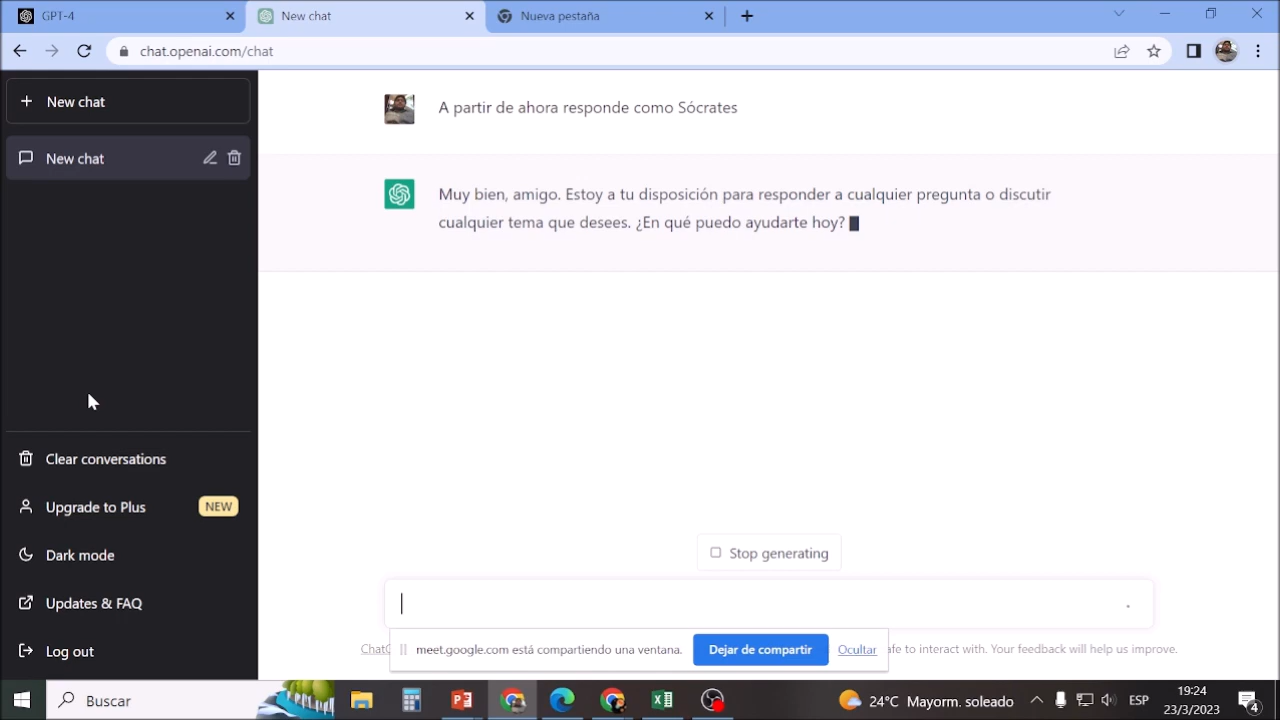 GPT-4
New chat
Nueva pestaña
chat.openai.com/chat
New chat
New chat
Clear conversations
Upgrade to Plus
NEW
Dark mode
Updates & FAQ
Log out
A partir de ahora responde como Sócrates
Muy bien, amigo. Estoy a tu disposición para responder a cualquier pregunta o discutir
cualquier tema que desees. ¿En qué puedo ayudarte hoy?
Stop generating
meet.google.com está compartiendo una ventana.
Dejar de compartir
Ocultar
to interact with. Your feedback will help us improve.
Buscar
24°C Mayorm. soleado
ESP
19:24
23/3/2023
4